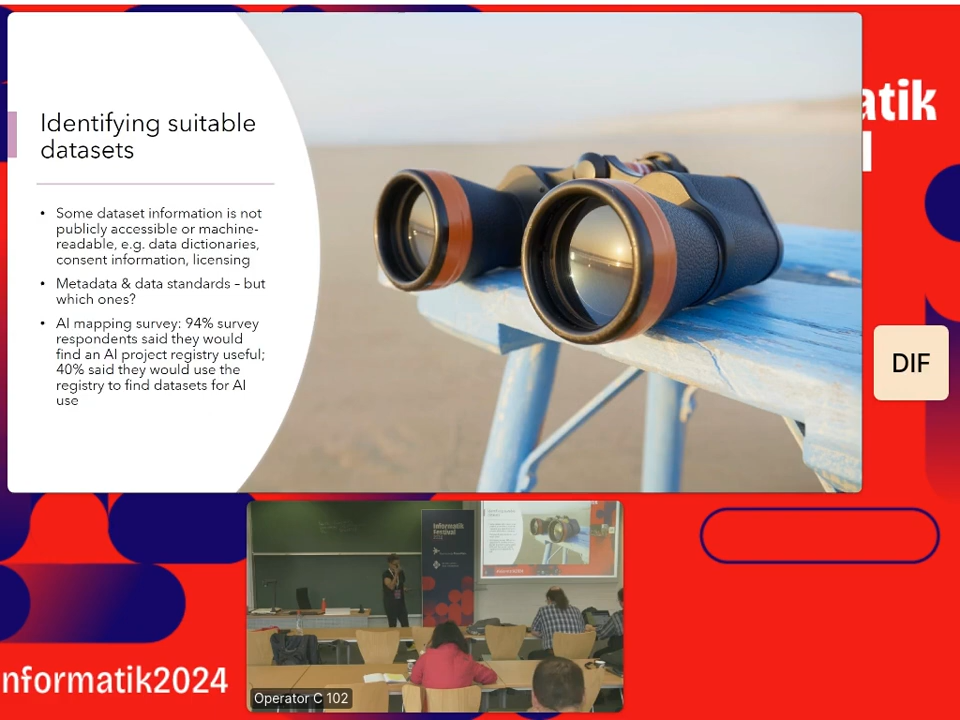 Identifying suitable
datasets
• Some dataset information is not
publicly accessible or machine-
readable, e.g. data dictionaries,
consent information, licensing
• Metadata & data standards – but
which ones?
• AI mapping survey: 94% survey
respondents said they would
find an AI project registry useful;
40% said they would use the
registry to find datasets for AI
use
atik
DIF
Informatik
Festival
Operator C 102
nformatik2024